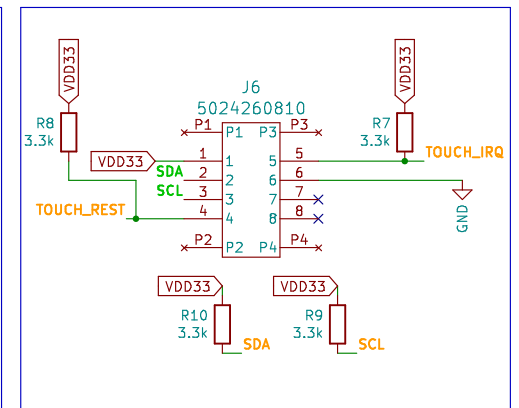 VDD33
VDD33
J6
5024260810
R8
3.3k
R7
3.3k
P1
P1
P3
P3
VDD33
1
1
5
5
TOUCH_IRQ
SDA
2
2
6
6
SCL
3
3
7
7
TOUCH_REST
4
4
8
8
GND
P2
P2
P4
P4
VDD33
VDD33
R10
3.3k
R9
3.3k
SDA
SCL